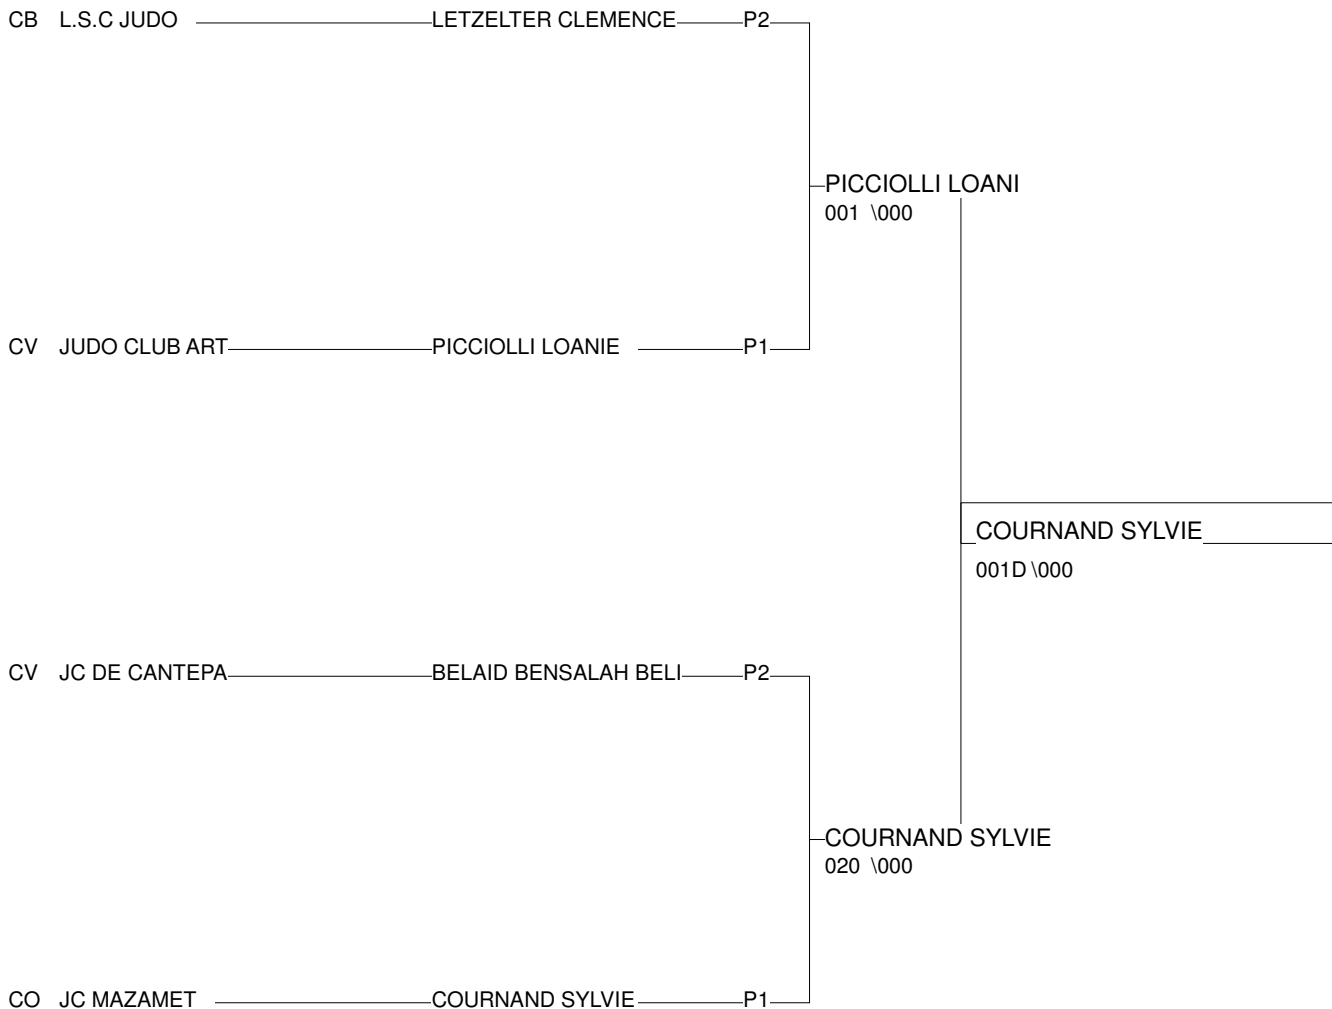 CB L.S.C JUDO LETZELTER CLEMENCE P2
PICCIOLLI LOANI
001 \000
CV JUDO CLUB ART PICCIOLLI LOANIE P1
COURNAND SYLVIE
001D \000
CV JC DE CANTEPA BELAID BENSALAH BELI P2
COURNAND SYLVIE
020 \000
CO JC MAZAMET COURNAND SYLVIE P1